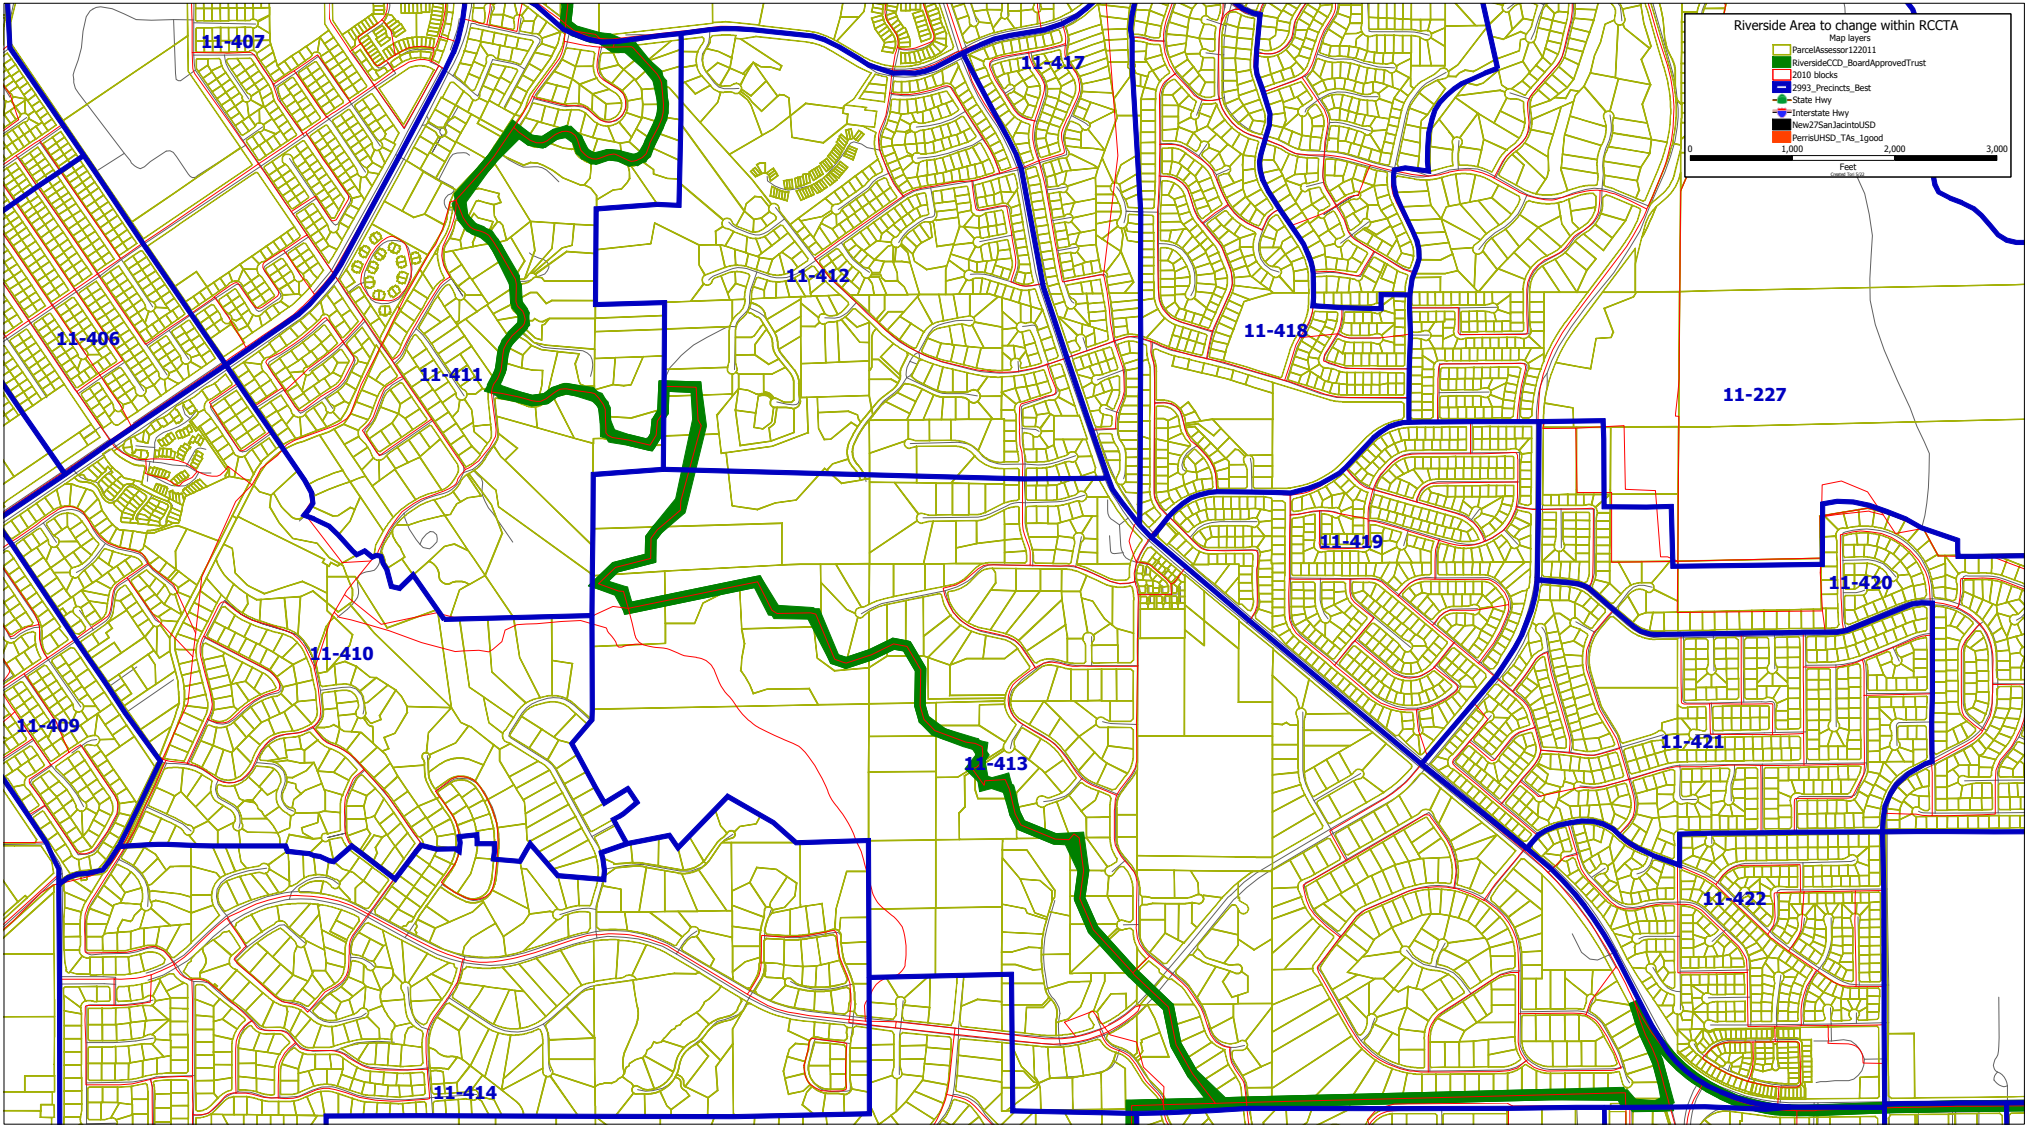 Riverside Area to change within RCCTA
Map layers
ParcelAssessor122011
RiversideCCD_BoardApprovedTrust
2010 blocks
2993_Precincts_Best
State Hwy
Interstate Hwy
New27SanJacintoUSD
PerrisUHSD_TAs_1good
0 1,000 2,000 3,000
Feet
11-407
11-417
11-412
11-418
11-406
11-411
11-227
11-419
11-420
11-410
11-409
11-421
11-413
11-422
11-414